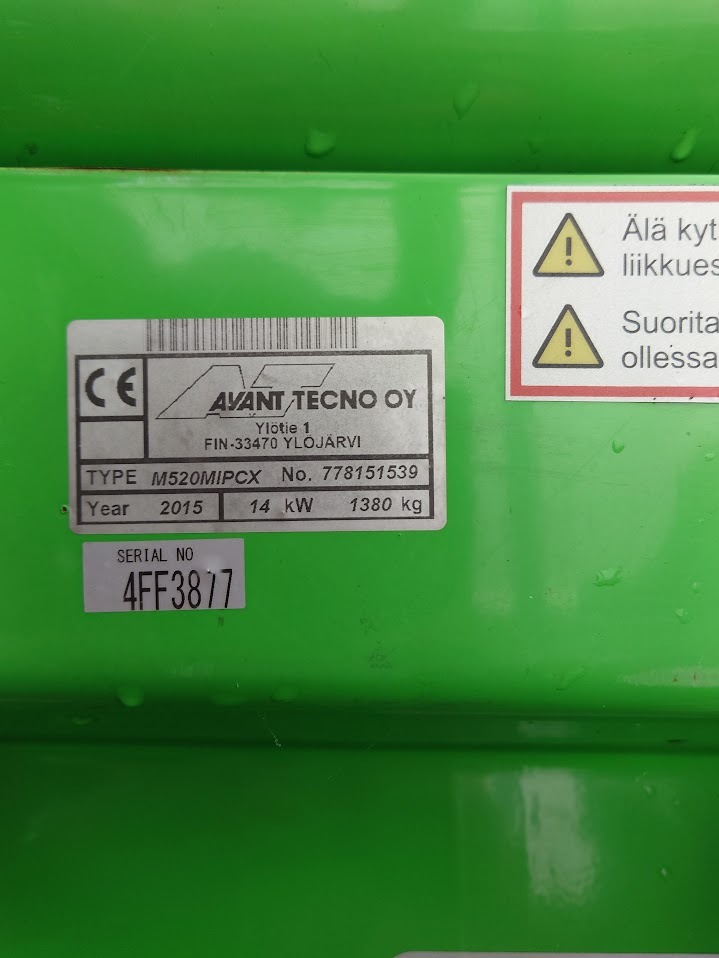 Älä kyt
liikkues
Suorita
ollessa
CE
AVANT TECNO OY
Ylötie 1
FIN-33470 YLÖJÄRVI
TYPE M520MIPCX No. 778151539
Year 2015 14 kW 1380 kg
SERIAL NO
4FF3877